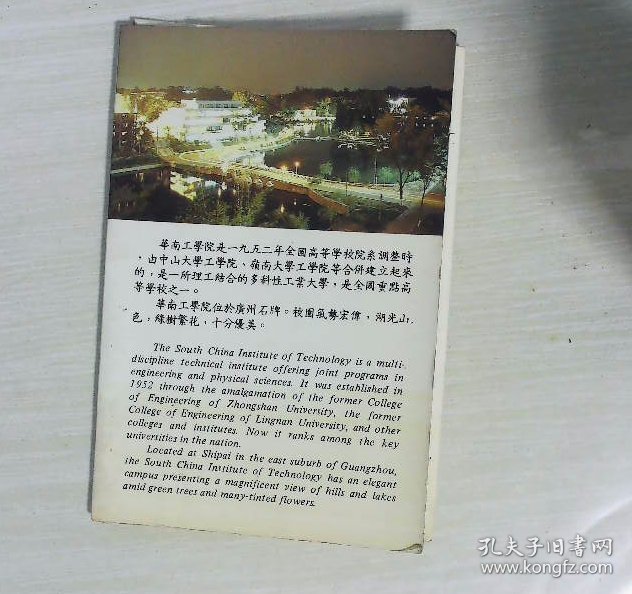 華南工學院是一九五二年全國高等學校院系調整時
，由中山大學工學院、嶺南大學工學院等合併建立起來
的，是一所理工結合的多科性工業大學，是全國重點高
等學校之一。
華南工學院位於廣州石牌。校園氣勢宏偉，湖光山
色，綠樹繁花，十分優美。
The South China Institute of Technology is a multi-
discipline technical institute offering joint programs in
engineering and physical sciences. It was established in
1952 through the amalgamation of the former College
of Engineering of Zhongshan University, the former
College of Engineering of Lingnan University, and other
colleges and institutes. Now it ranks among the key
universities in the nation.
Located at Shipai in the east suburb of Guangzhou,
the South China Institute of Technology has an elegant
campus presenting a magnificent view of hills and lakes
amid green trees and many-tinted flowers.
孔夫子旧书网
www.kongfz.com